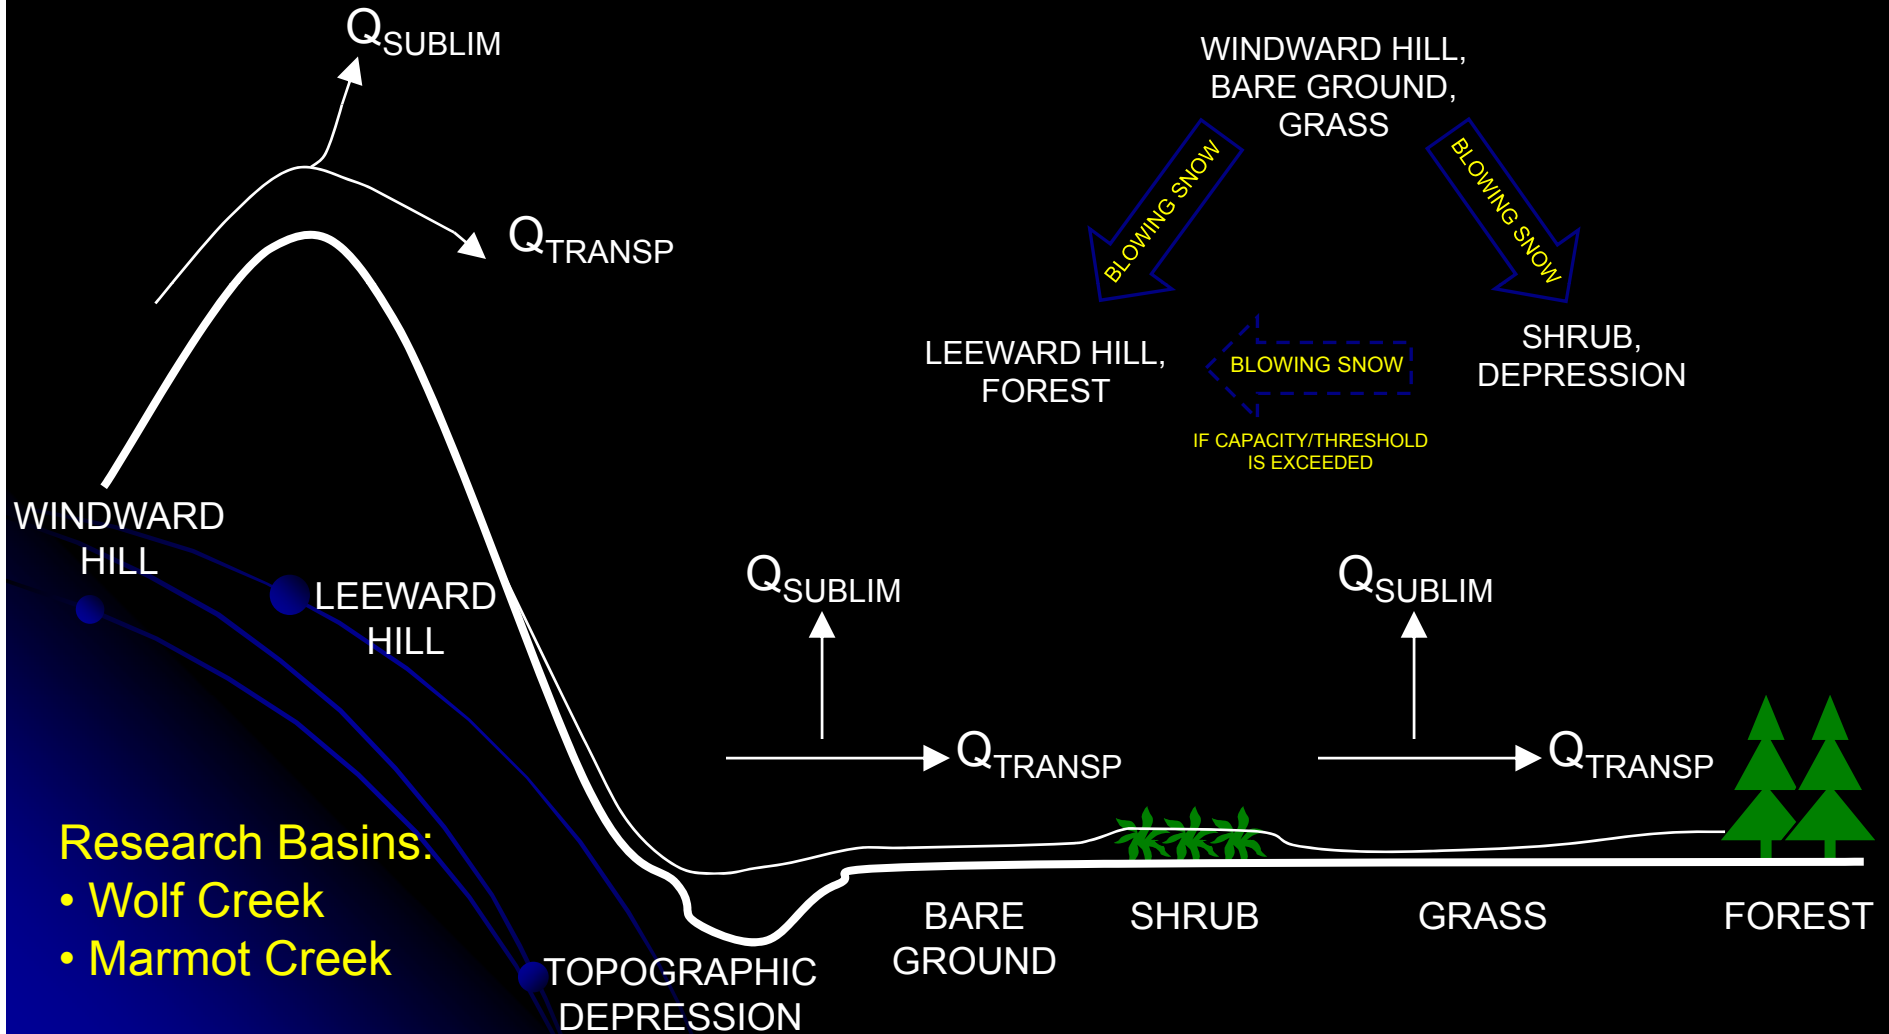 QSUBLIM
QTRANSP
WINDWARD HILL,
BARE GROUND,
GRASS
BLOWING SNOW
BLOWING SNOW
LEEWARD HILL,
FOREST
BLOWING SNOW
SHRUB,
DEPRESSION
IF CAPACITY/THRESHOLD
IS EXCEEDED
WINDWARD
HILL
LEEWARD
HILL
QSUBLIM
QTRANSP
QSUBLIM
QTRANSP
Research Basins:
• Wolf Creek
• Marmot Creek
TOPOGRAPHIC
DEPRESSION
BARE
GROUND
SHRUB
GRASS
FOREST